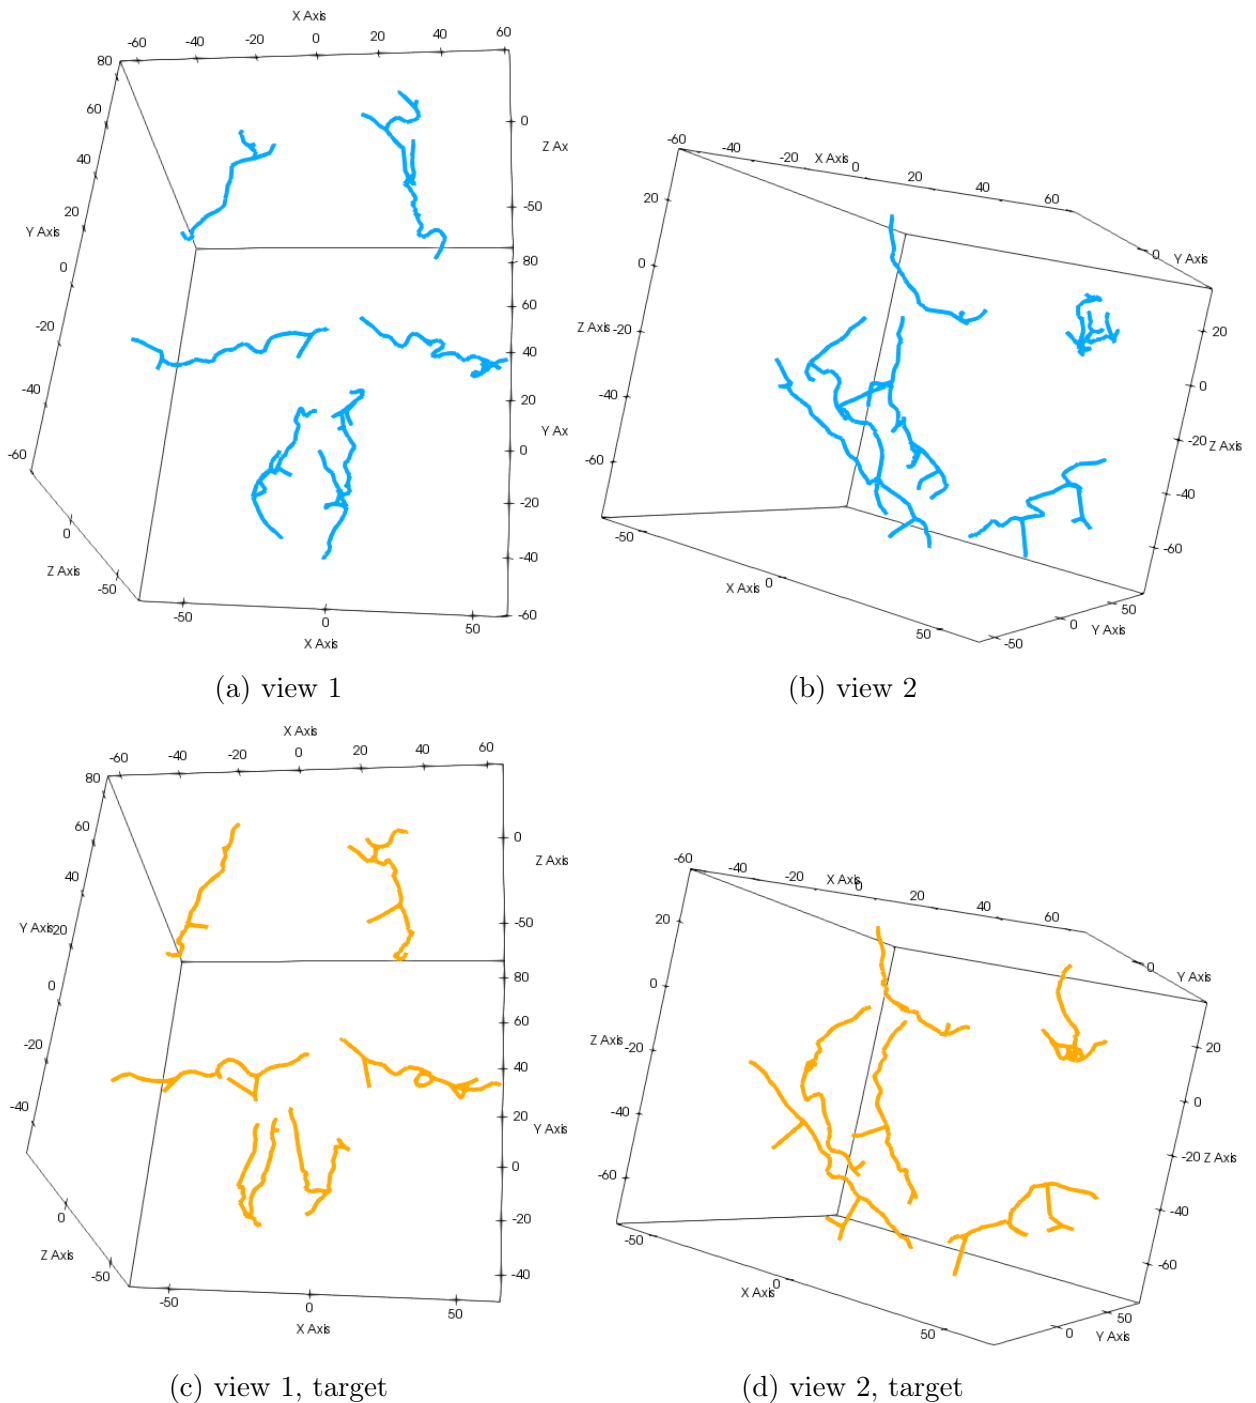 X Axis
-60 -40 -20 0 20 40 60
80
60
40
20
Y Axis
0
-20
-40
-60
0
Z Axis
-50
-50 0 50
X Axis
0
Z Ax
-50
80
60
40
20
Y Ax
0
-20
-40
-60
(a) view 1
-60 -40 -20 X Axis 0 20 40 60
0 Y Axis
20
0
Z Axis -20
-40
-60
-50
X Axis 0
50
20
0
-20 Z Axis
-40
-60
50
0 Y Axis
-50
(b) view 2
X Axis
-60 -40 -20 0 20 40 60
80
60
40
Y Axis 20
0
-20
-40
0
Z Axis
-50
-50 0 50
X Axis
0
Z Axis
-50
80
60
40
20
Y Axis
0
-20
-40
(c) view 1, target
-60 -40 -20 X Axis 0 20 40 60
0 Y Axis
20
0
Z Axis -20
-40
-60
-50
X Axis 0
50
20
0
-20 Z Axis
-40
-60
50
0 Y Axis
(d) view 2, target